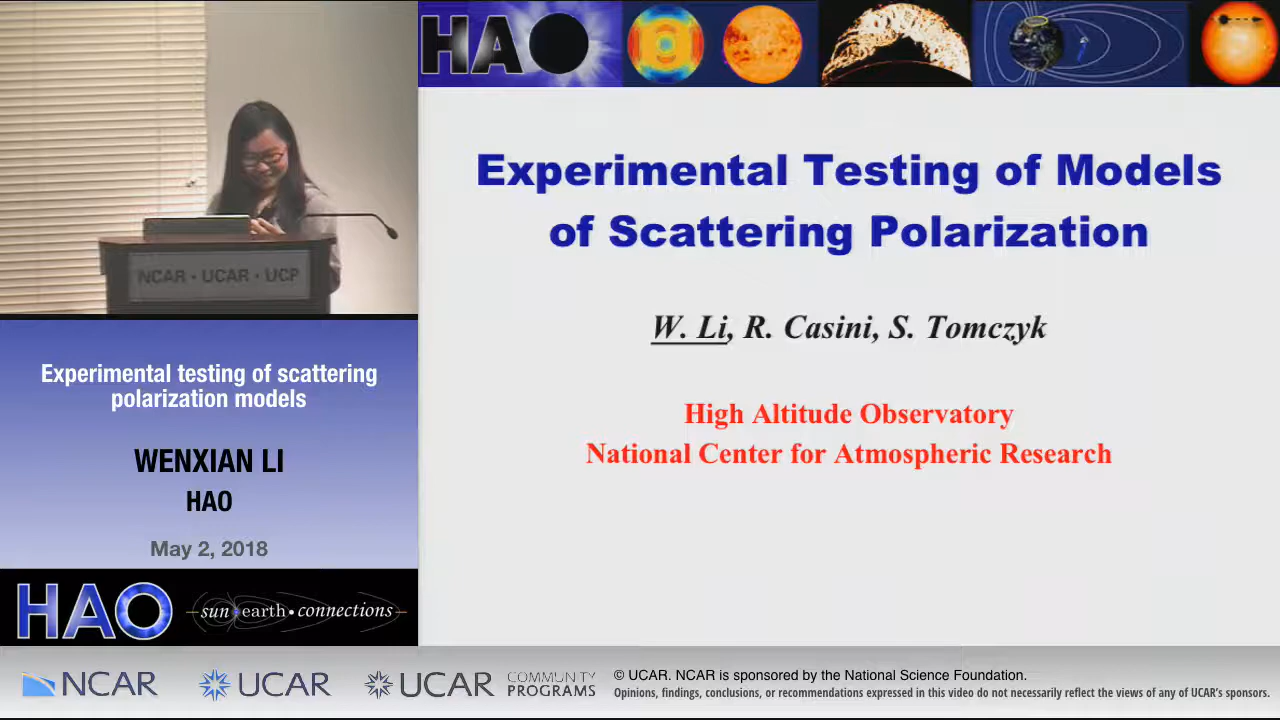 HAO
Experimental Testing of Models
of Scattering Polarization
W. Li, R. Casini, S. Tomczyk
High Altitude Observatory
National Center for Atmospheric Research
NCAR • UCAR • UCP
Experimental testing of scattering
polarization models
WENXIAN LI
HAO
May 2, 2018
HAO
sun•earth•connections
NCAR
UCAR
UCAR
COMMUNITY
PROGRAMS
© UCAR. NCAR is sponsored by the National Science Foundation.
Opinions, findings, conclusions, or recommendations expressed in this video do not necessarily reflect the views of any of UCAR's sponsors.